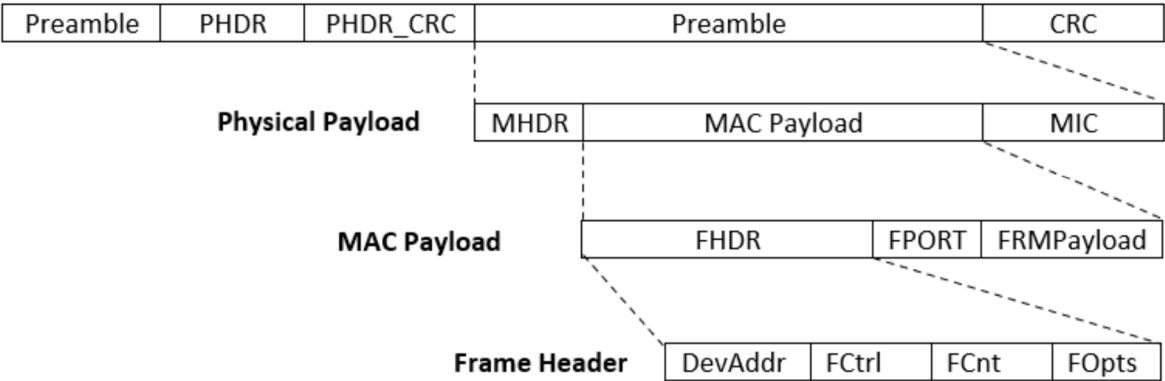 Preamble PHDR PHDR_CRC Preamble CRC
Physical Payload MHDR MAC Payload MIC
MAC Payload FHDR FPORT FRMPayload
Frame Header DevAddr FCtrl FCnt FOpts